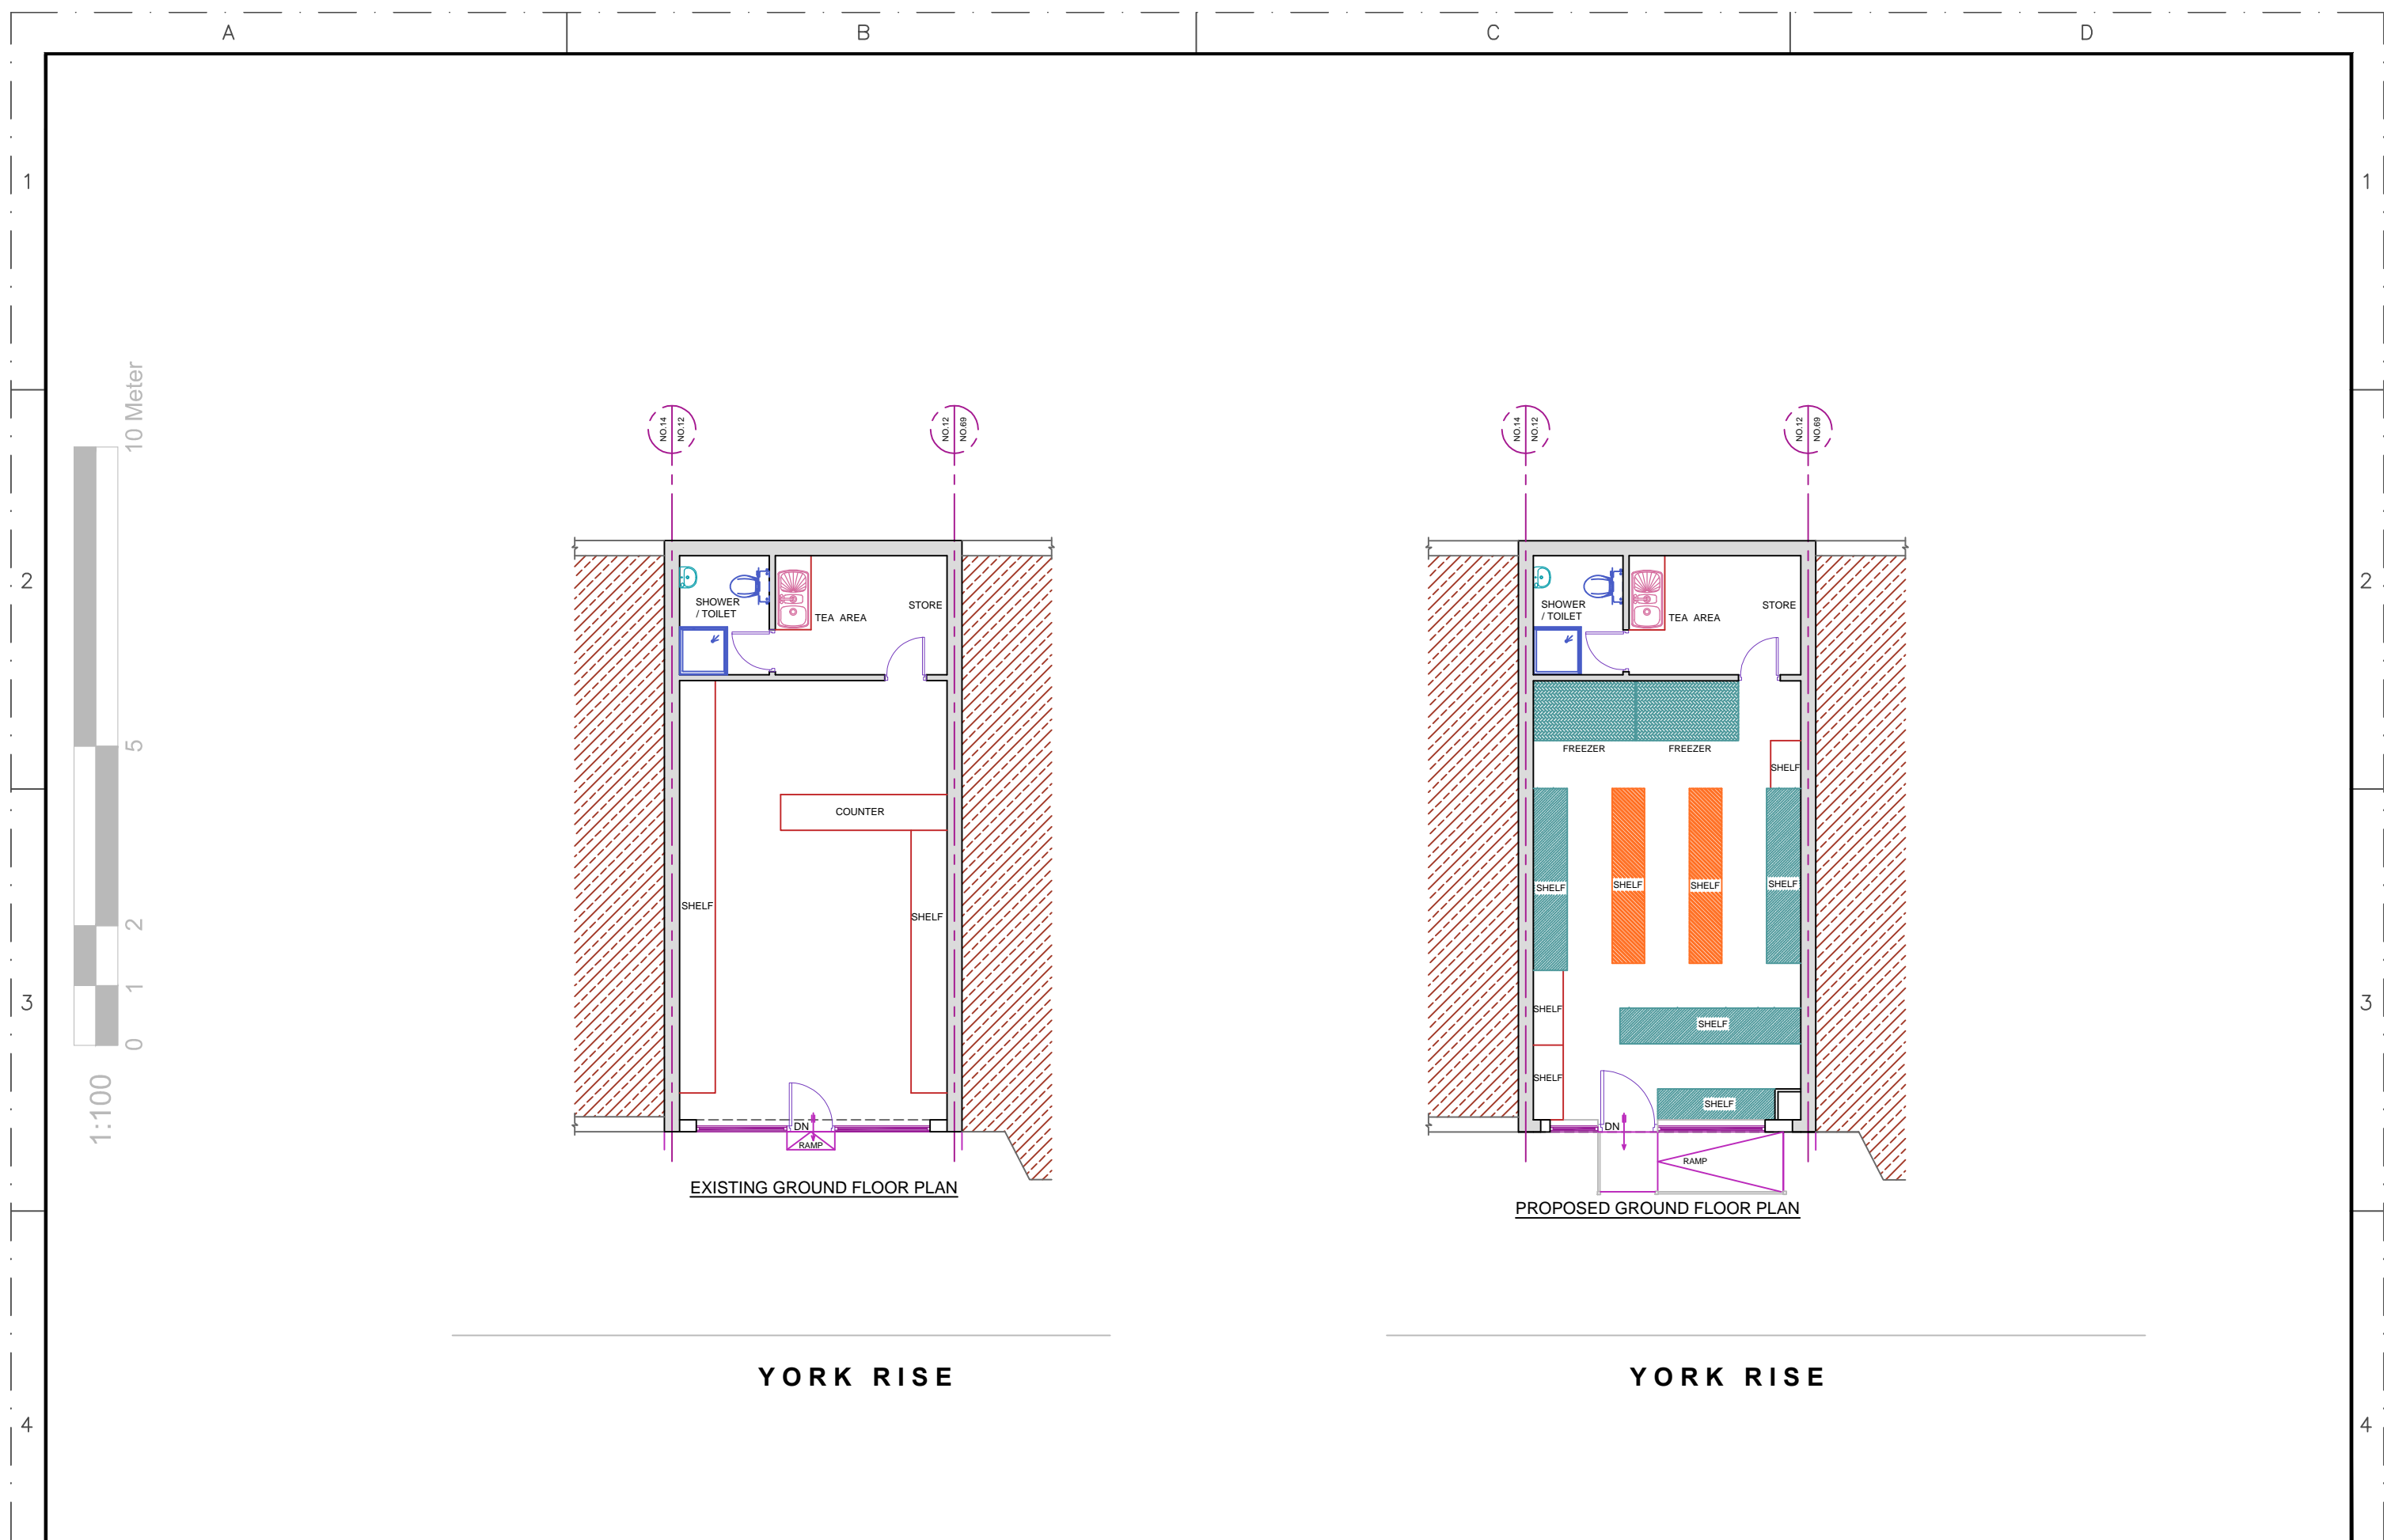 A
B
C
D
1
1
10 Meter
5
2
1
0
1:100
2
2
3
3
4
4
NO.14
NO.12
NO.12
NO.69
SHOWER
/ TOILET
TEA AREA
STORE
COUNTER
SHELF
SHELF
DN
RAMP
EXISTING GROUND FLOOR PLAN
YORK RISE
NO.14
NO.12
NO.12
NO.69
SHOWER
/ TOILET
TEA AREA
STORE
FREEZER
FREEZER
SHELF
SHELF
SHELF
SHELF
SHELF
SHELF
SHELF
SHELF
SHELF
DN
RAMP
PROPOSED GROUND FLOOR PLAN
YORK RISE